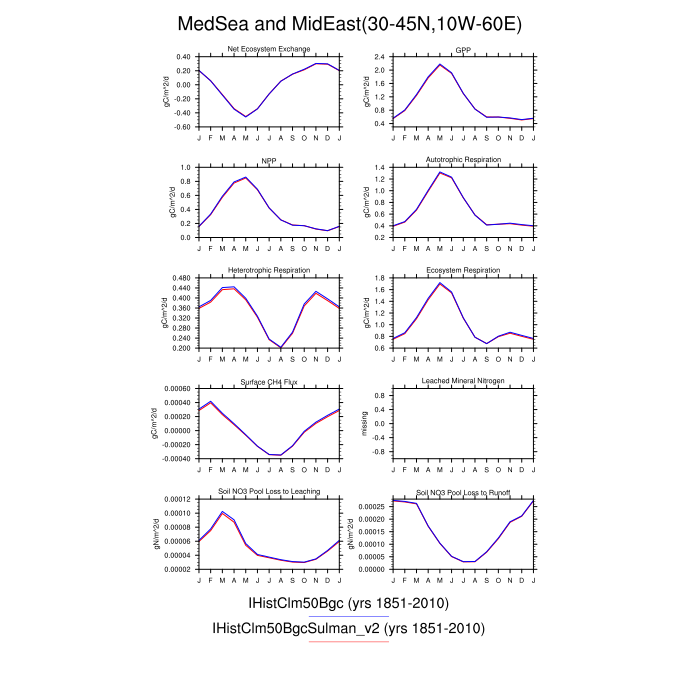 MedSea and MidEast(30-45N,10W-60E)
Net Ecosystem Exchange
gC/m^2/d
0.40
0.20
0.00
-0.20
-0.40
-0.60
J F M A M J J A S O N D J
GPP
gC/m^2/d
2.4
2.0
1.6
1.2
0.8
0.4
J F M A M J J A S O N D J
NPP
gC/m^2/d
1.0
0.8
0.6
0.4
0.2
0.0
J F M A M J J A S O N D J
Autotrophic Respiration
gC/m^2/d
1.4
1.2
1.0
0.8
0.6
0.4
0.2
J F M A M J J A S O N D J
Heterotrophic Respiration
gC/m^2/d
0.480
0.440
0.400
0.360
0.320
0.280
0.240
0.200
J F M A M J J A S O N D J
Ecosystem Respiration
gC/m^2/d
1.8
1.6
1.4
1.2
1.0
0.8
0.6
J F M A M J J A S O N D J
Surface CH4 Flux
gC/m^2/d
0.00060
0.00040
0.00020
0.00000
-0.00020
-0.00040
J F M A M J J A S O N D J
Leached Mineral Nitrogen
missing
0.8
0.4
0.0
-0.4
-0.8
J F M A M J J A S O N D J
Soil NO3 Pool Loss to Leaching
gN/m^2/d
0.00012
0.00010
0.00008
0.00006
0.00004
0.00002
J F M A M J J A S O N D J
Soil NO3 Pool Loss to Runoff
gN/m^2/d
0.00025
0.00020
0.00015
0.00010
0.00005
0.00000
J F M A M J J A S O N D J
IHistClm50Bgc (yrs 1851-2010)
IHistClm50BgcSulman_v2 (yrs 1851-2010)